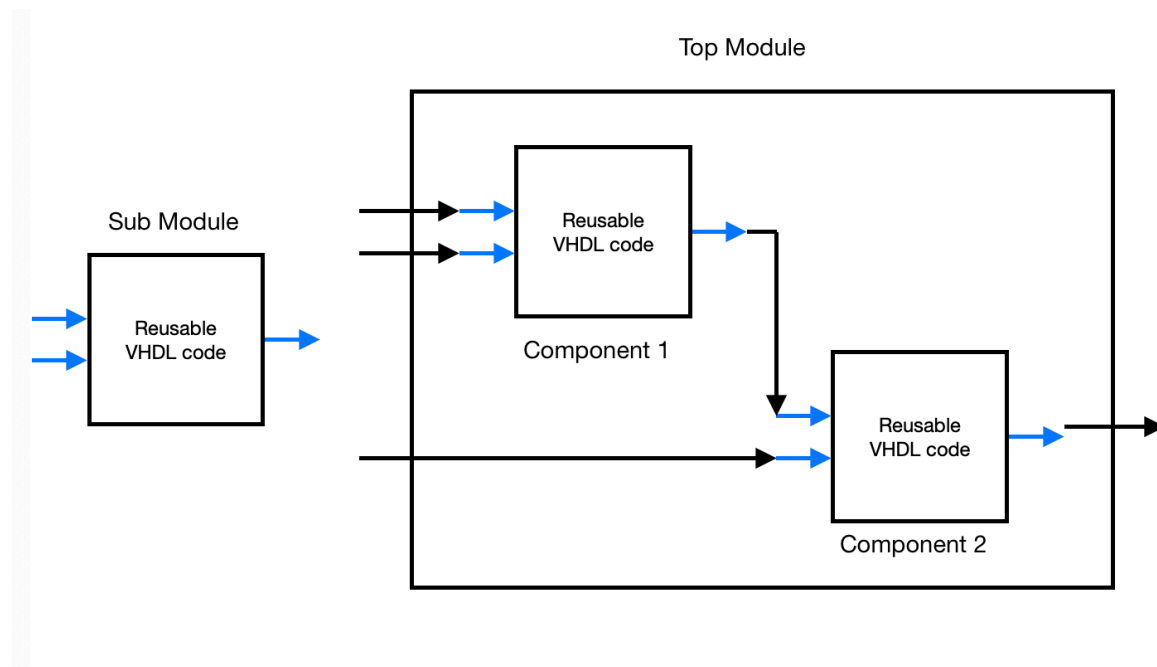 Top Module
Sub Module
Reusable
VHDL code
Reusable
VHDL code
Component 1
Reusable
VHDL code
Component 2